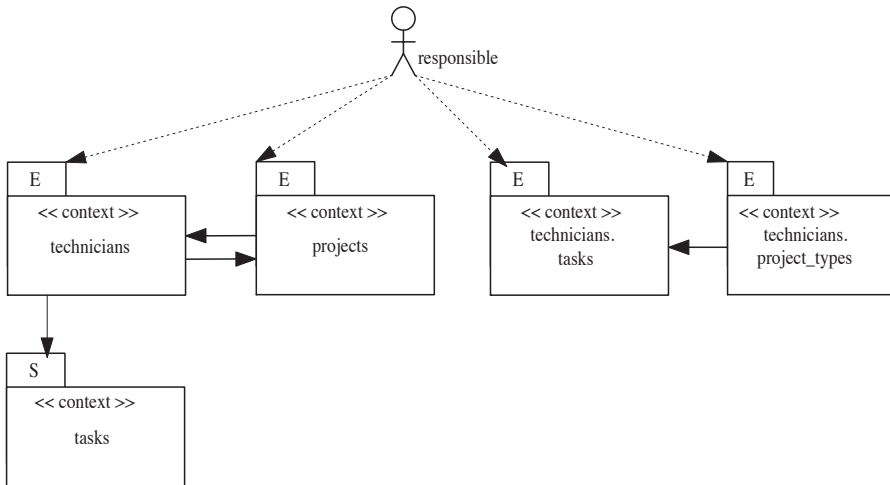 responsible
E
<< context >>
technicians
E
<< context >>
projects
E
<< context >>
technicians.
tasks
E
<< context >>
technicians.
project_types
S
<< context >>
tasks